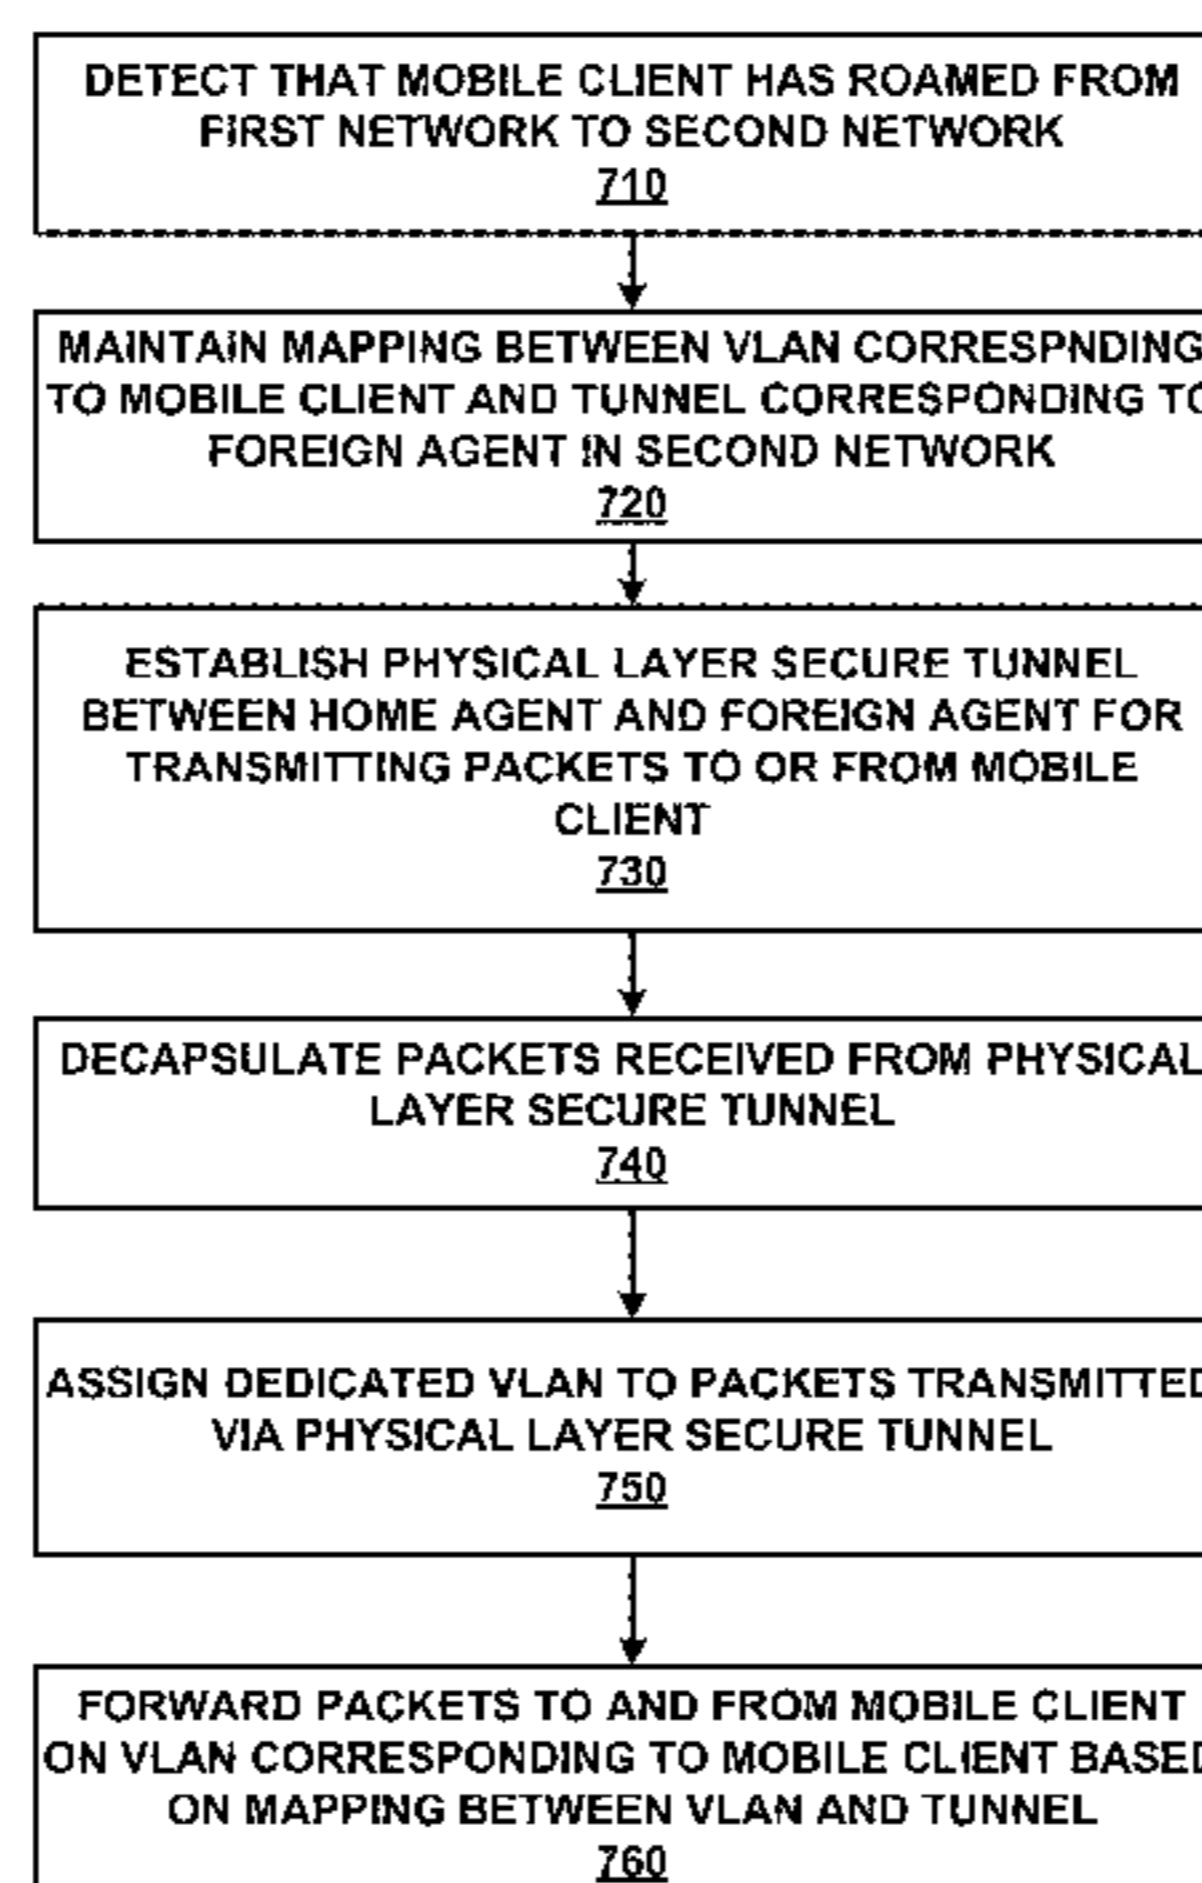 DETECT THAT MOBILE CLIENT HAS ROAMED FROM
FIRST NETWORK TO SECOND NETWORK
710
MAINTAIN MAPPING BETWEEN VLAN CORRESPNDING
TO MOBILE CLIENT AND TUNNEL CORRESPONDING TO
FOREIGN AGENT IN SECOND NETWORK
720
ESTABLISH PHYSICAL LAYER SECURE TUNNEL
BETWEEN HOME AGENT AND FOREIGN AGENT FOR
TRANSMITTING PACKETS TO OR FROM MOBILE
CLIENT
730
DECAPSULATE PACKETS RECEIVED FROM PHYSICAL
LAYER SECURE TUNNEL
740
ASSIGN DEDICATED VLAN TO PACKETS TRANSMITTED
VIA PHYSICAL LAYER SECURE TUNNEL
750
FORWARD PACKETS TO AND FROM MOBILE CLIENT
ON VLAN CORRESPONDING TO MOBILE CLIENT BASED
ON MAPPING BETWEEN VLAN AND TUNNEL
760